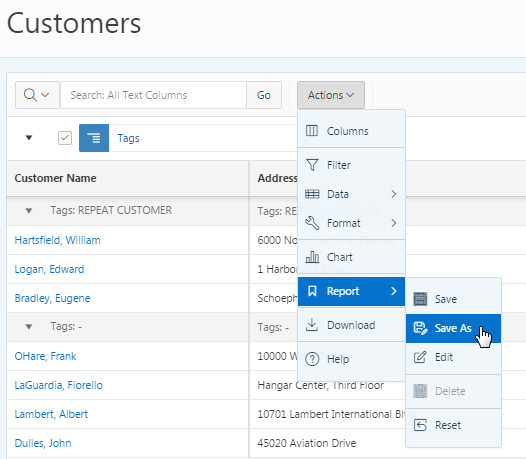 Customers
Search: All Text Columns
Go
Actions
Tags
Columns
Filter
Data
Format
Chart
Report
Download
Help
Save
Save As
Edit
Delete
Reset
Customer Name
Address
Tags: REPEAT CUSTOMER
Tags: RE
Hartsfield, William
6000 No
Logan, Edward
1 Harbo
Bradley, Eugene
Schoeph
Tags: -
Tags: -
OHare, Frank
10000 W
LaGuardia, Fiorello
Hangar Center, Third Floor
Lambert, Albert
10701 Lambert International Blv
Dulles, John
45020 Aviation Drive